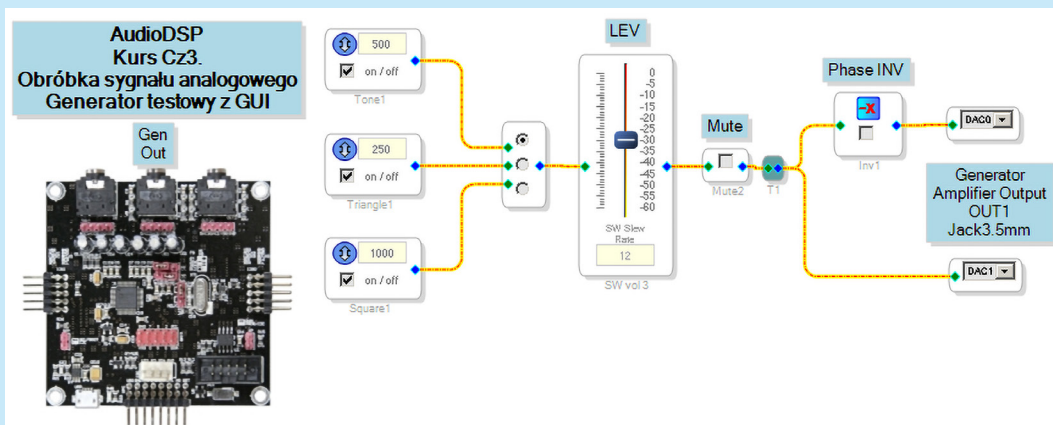 AudioDSP
Kurs Cz3.
Obróbka sygnału analogowego
Generator testowy z GUI
Gen
Out
500
on / off
Tone1
250
on / off
Triangle1
1000
on / off
Square1
LEV
0
-5
-10
-15
-20
-25
-30
-35
-40
-45
-50
-55
-60
SW Slew
Rate
12
SW vol 3
Mute
Mute2
T1
Phase INV
-X
Inv1
DAC0
Generator
Amplifier Output
OUT1
Jack3.5mm
DAC1